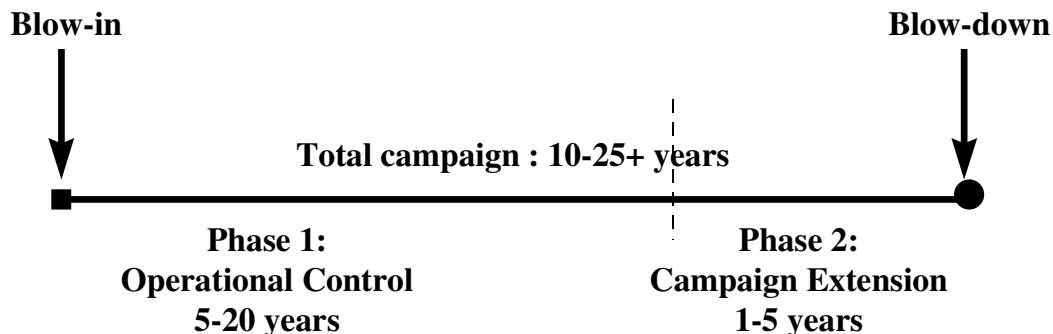 Blow-in
Blow-down
Total campaign : 10-25+ years
Phase 1:
Operational Control
5-20 years
Phase 2:
Campaign Extension
1-5 years